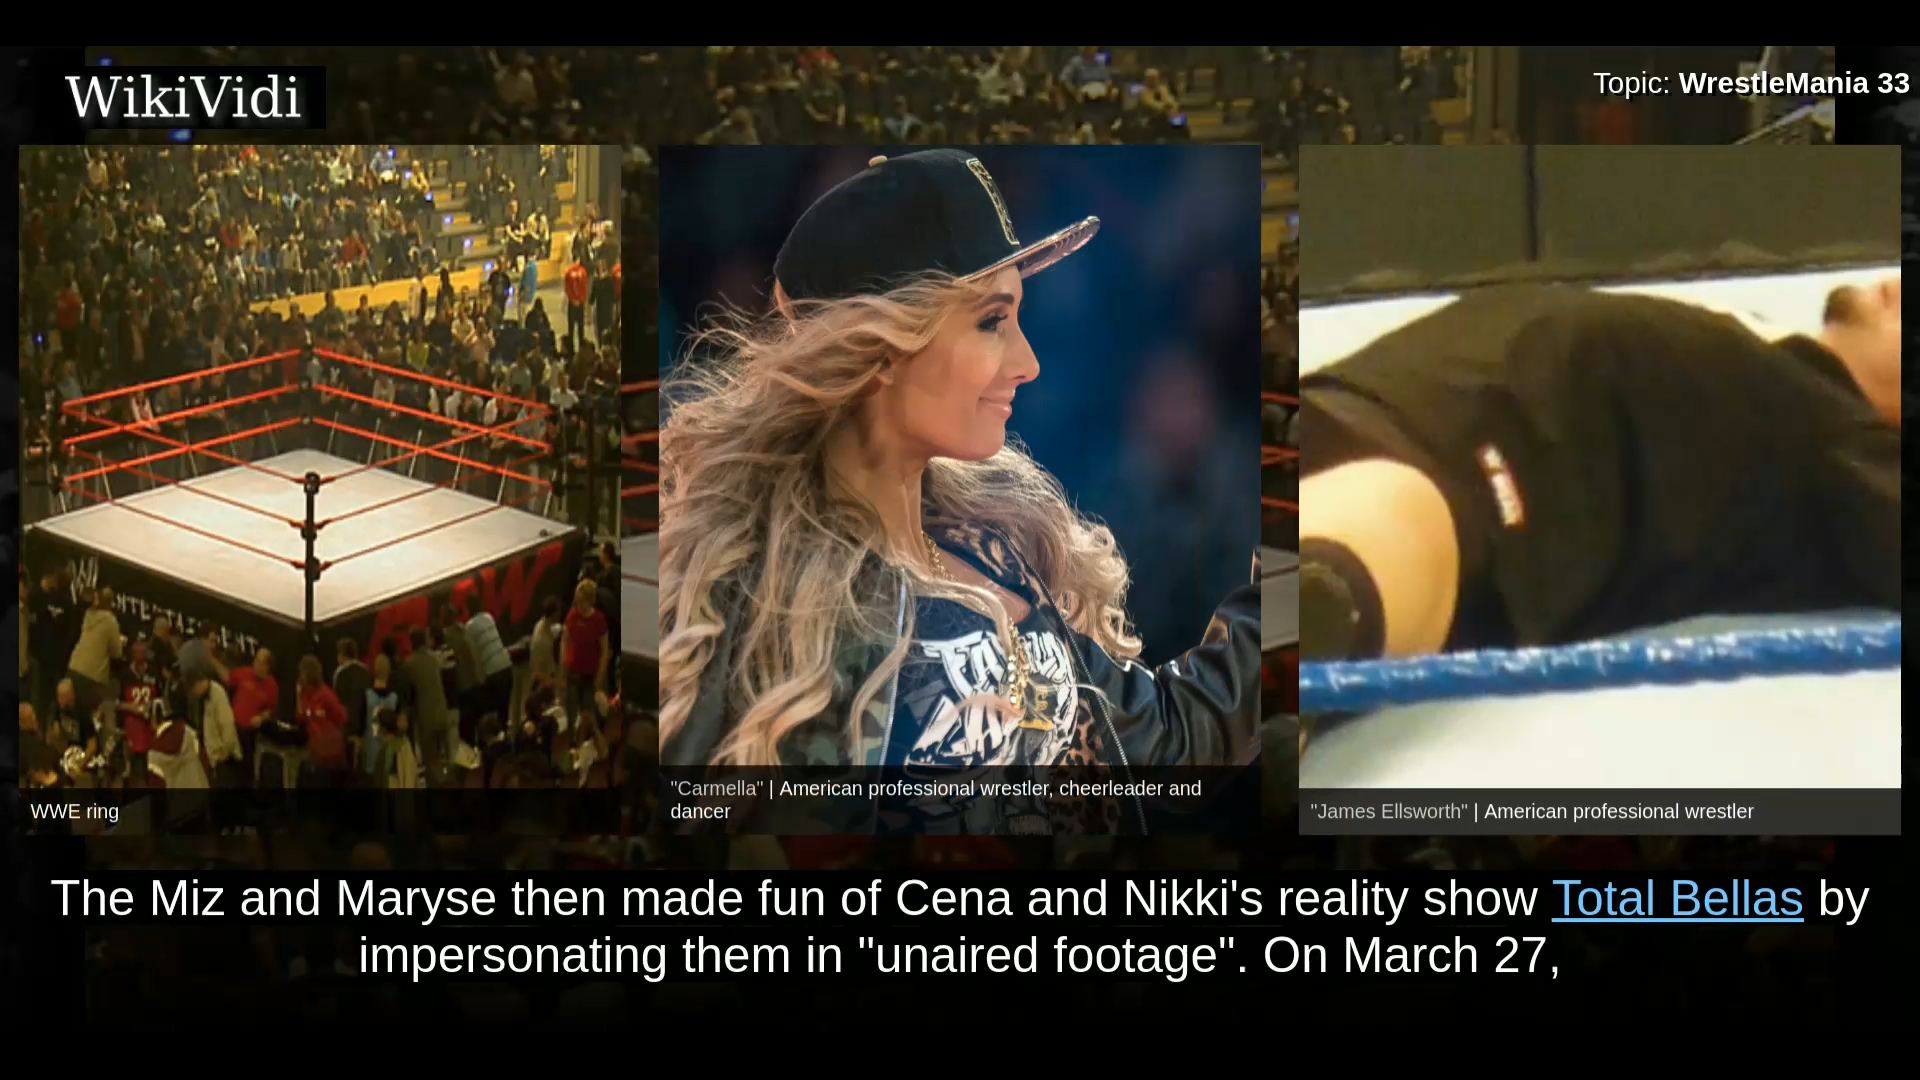 WikiVidi
Topic: WrestleMania 33
WWE ring
"Carmella" | American professional wrestler, cheerleader and
dancer
"James Ellsworth" | American professional wrestler
The Miz and Maryse then made fun of Cena and Nikki's reality show Total Bellas by
impersonating them in "unaired footage". On March 27,